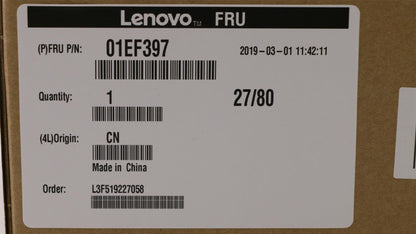 Lenovo™ FRU
(P)FRU P/N: 01EF397 2019-03-01 11:42:11
Quantity: 1 27/80
(4L)Origin: CN
Made in China
Order: L3F519227058